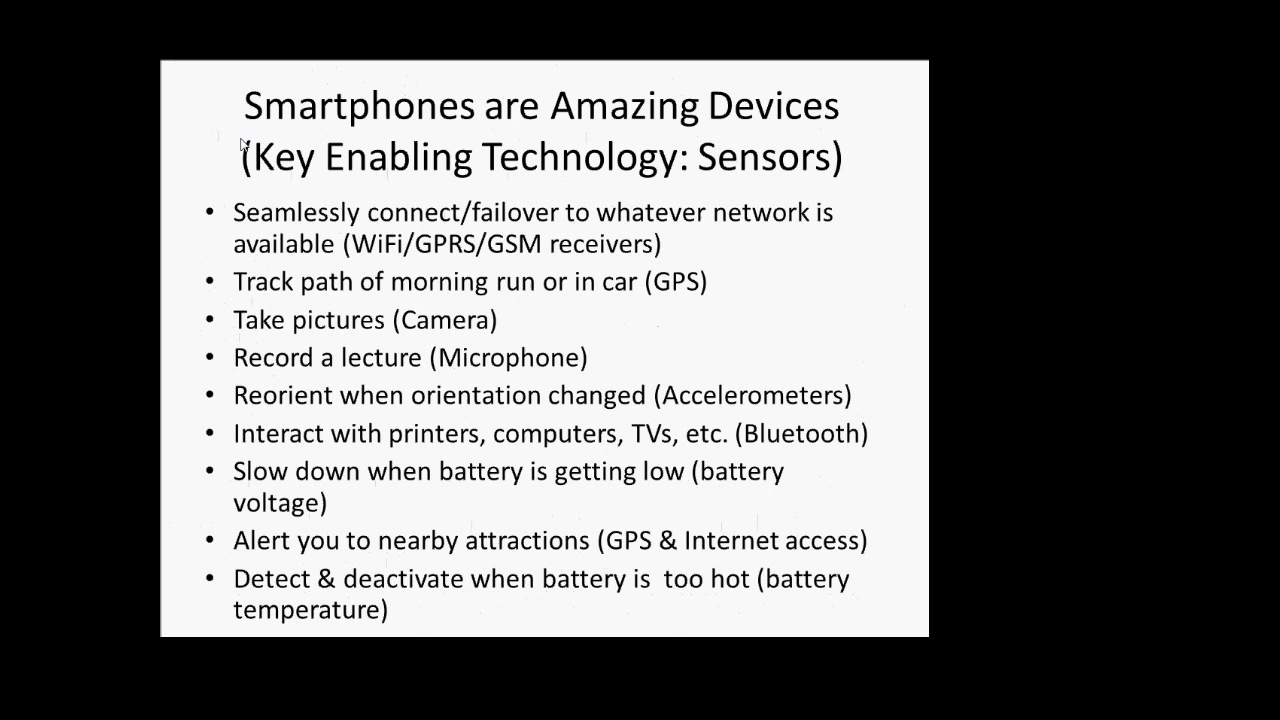 Smartphones are Amazing Devices
(Key Enabling Technology: Sensors)
• Seamlessly connect/failover to whatever network is
available (WiFi/GPRS/GSM receivers)
• Track path of morning run or in car (GPS)
• Take pictures (Camera)
• Record a lecture (Microphone)
• Reorient when orientation changed (Accelerometers)
• Interact with printers, computers, TVs, etc. (Bluetooth)
• Slow down when battery is getting low (battery
voltage)
• Alert you to nearby attractions (GPS & Internet access)
• Detect & deactivate when battery is  too hot (battery
temperature)